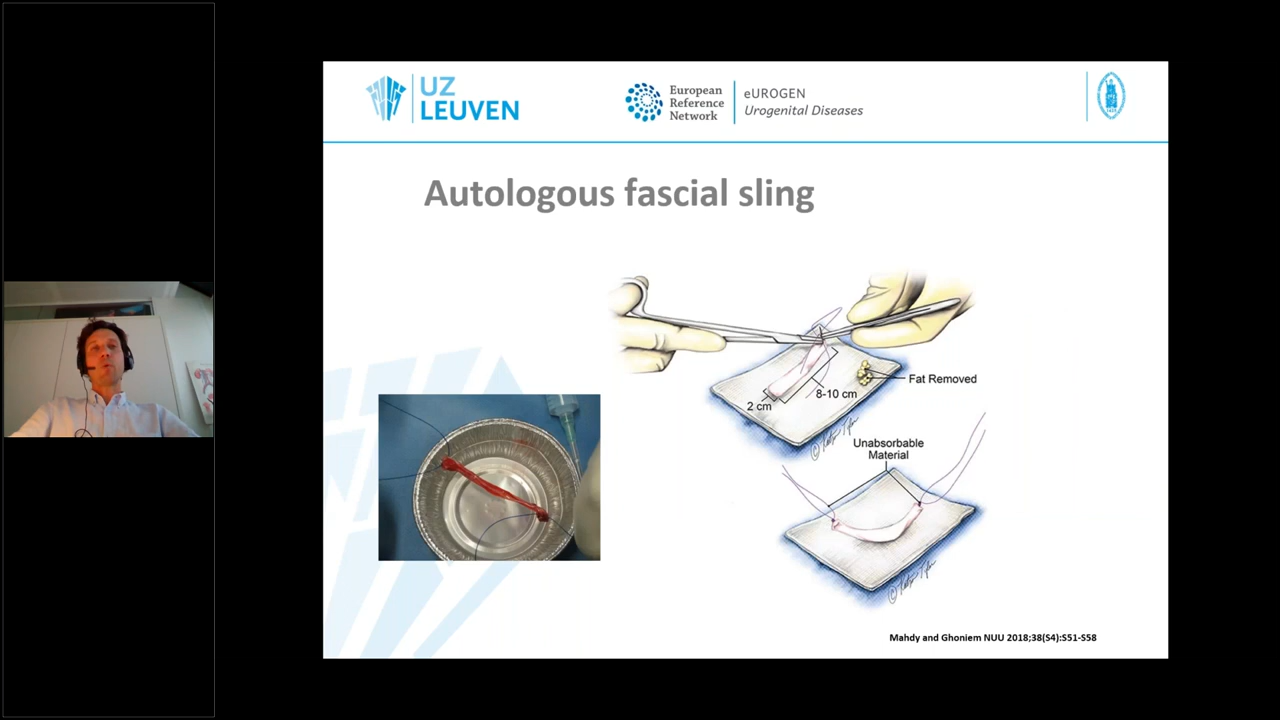 UZ
LEUVEN
European
Reference
Network
eUROGEN
Urogenital Diseases
Autologous fascial sling
Fat Removed
8-10 cm
2 cm
Unabsorbable
Material
Mahdy and Ghoniem NUU 2018;38(S4):S51-S58